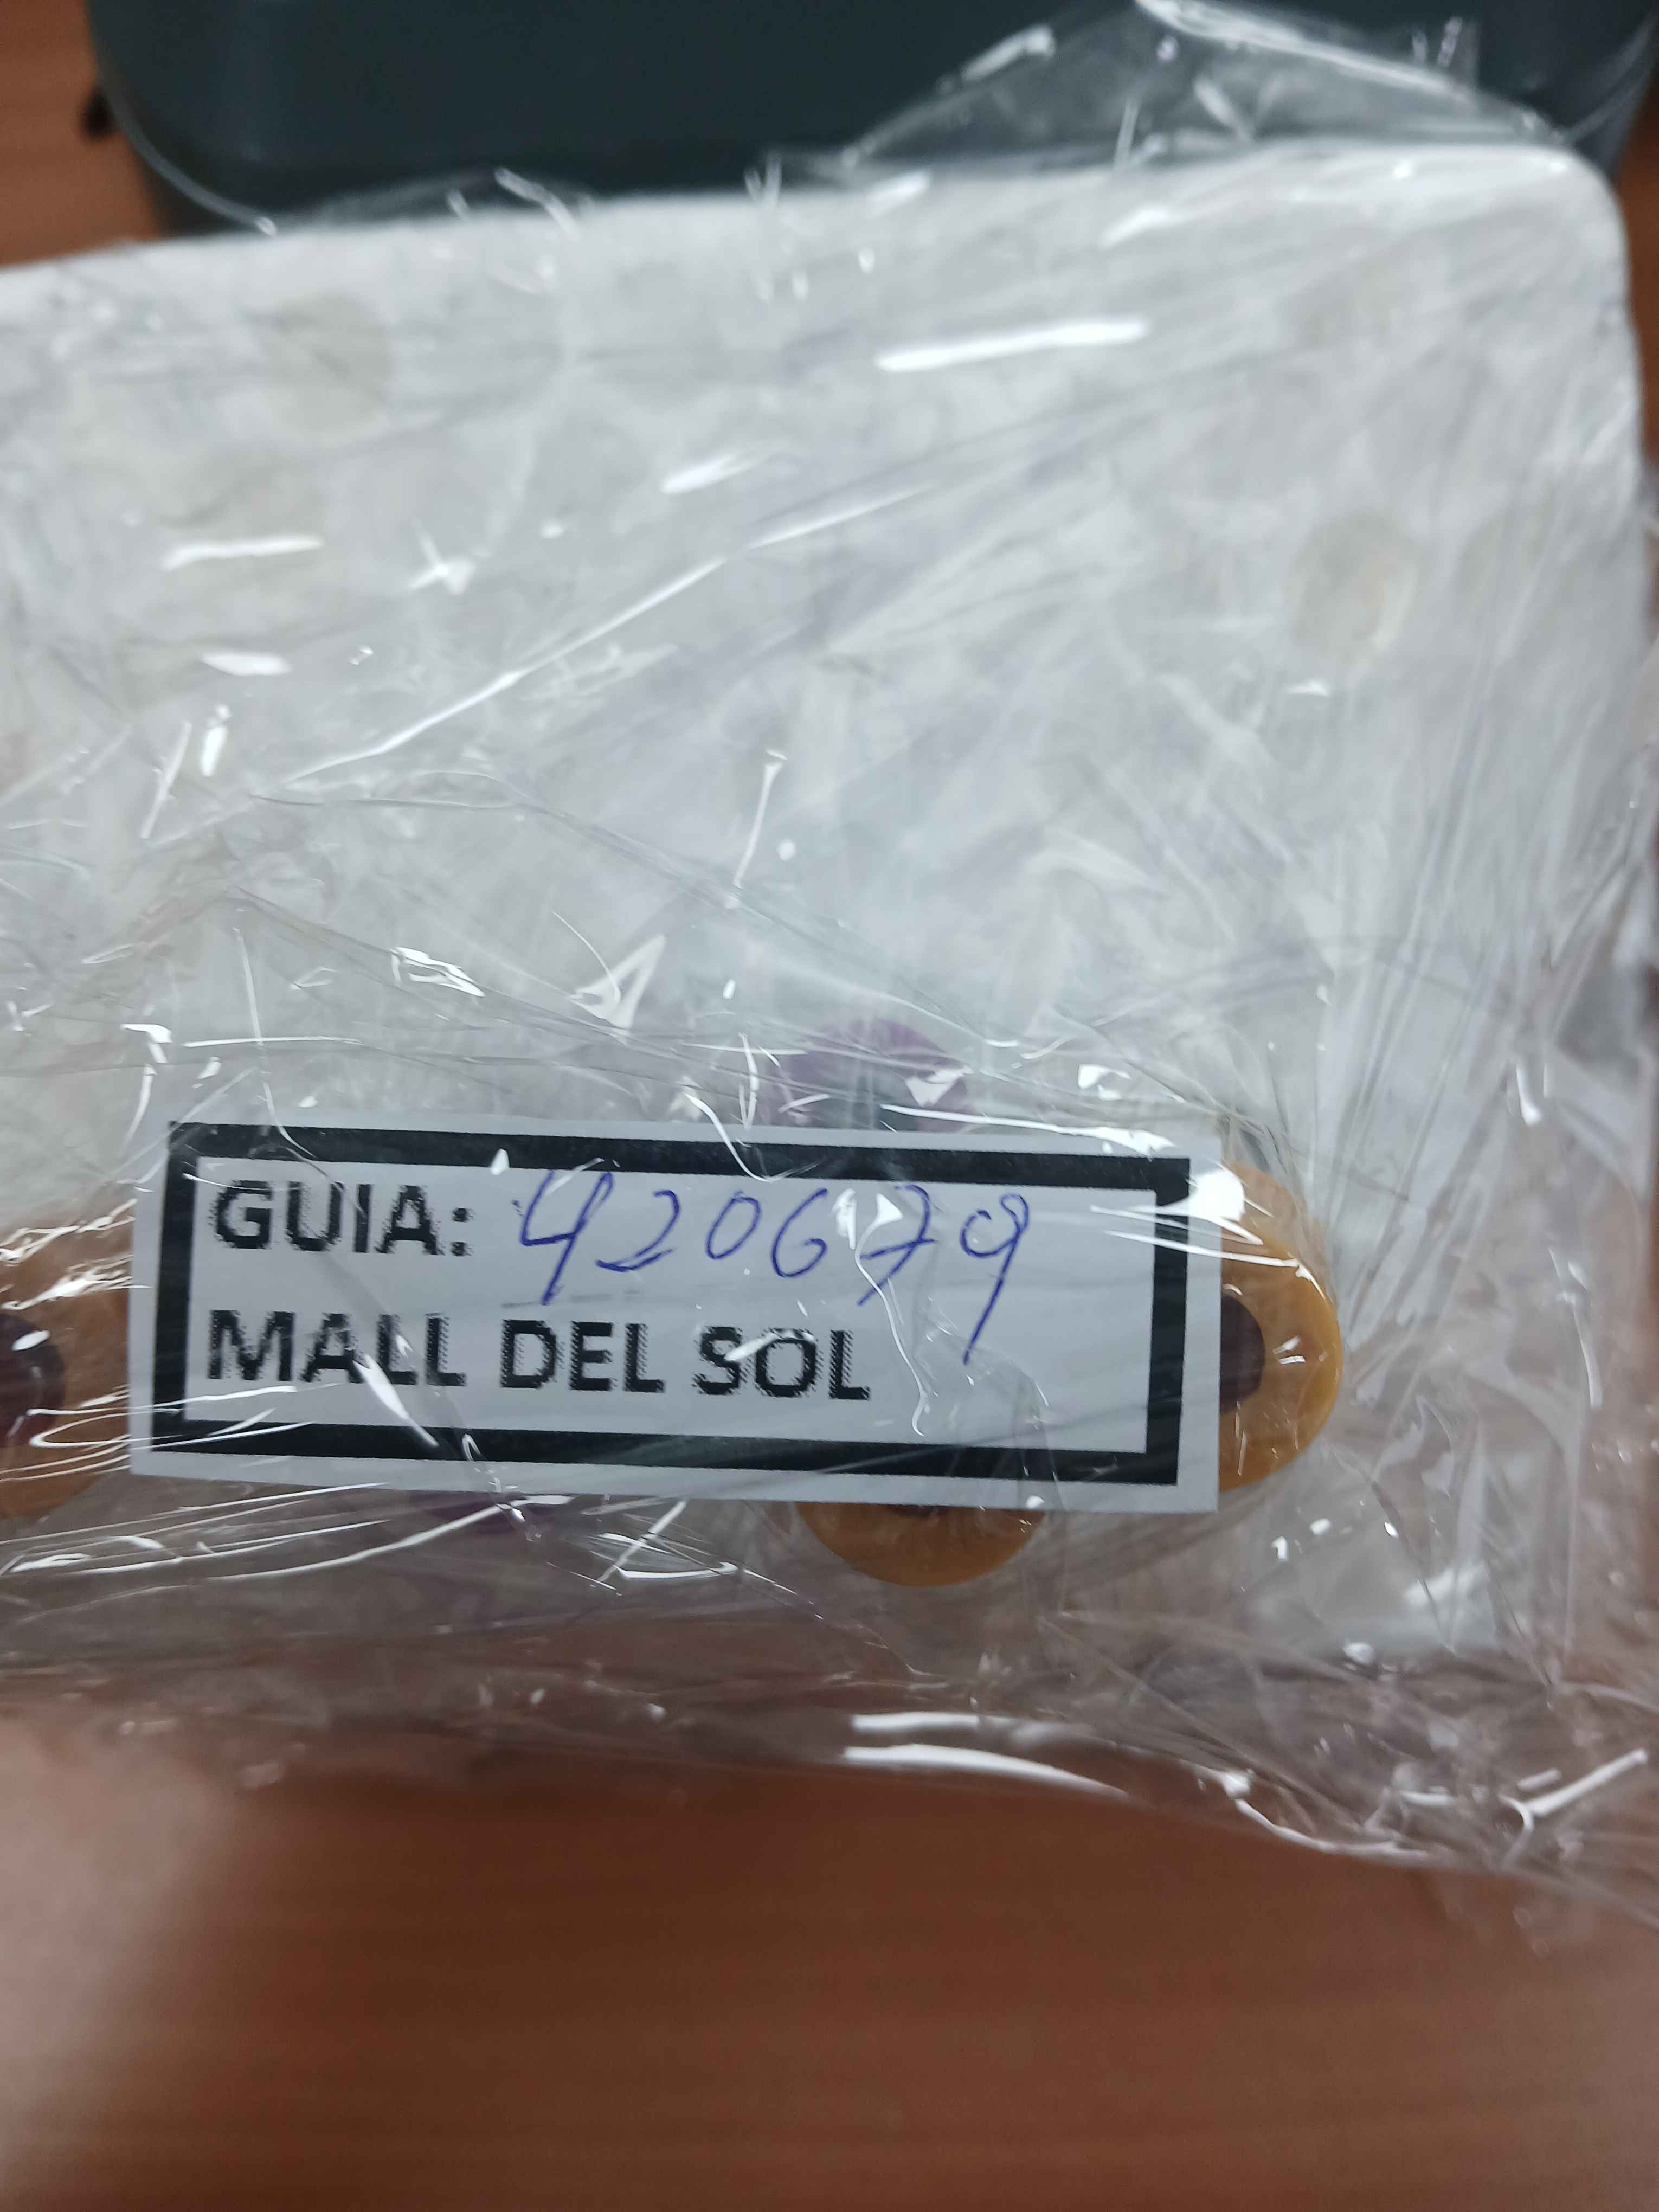 GUIA: 420679
MALL DEL SOL